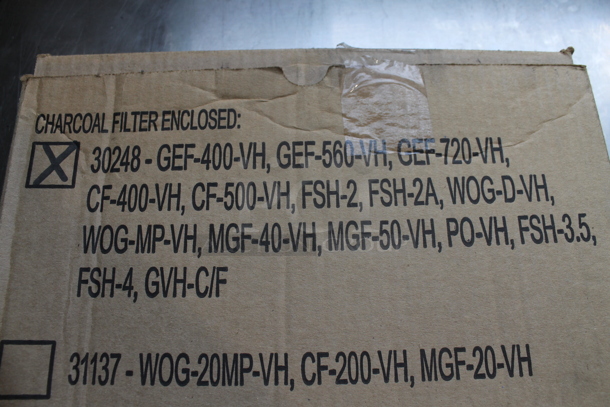 CHARCOAL FILTER ENCLOSED:
X 30248 - GEF-400-VH, GEF-560-VH, GEF-720-VH,
CF-400-VH, CF-500-VH, FSH-2, FSH-2A, WOG-D-VH,
WOG-MP-VH, MGF-40-VH, MGF-50-VH, PO-VH, FSH-3.5,
FSH-4, GVH-C/F
31137 - WOG-20MP-VH, CF-200-VH, MGF-20-VH